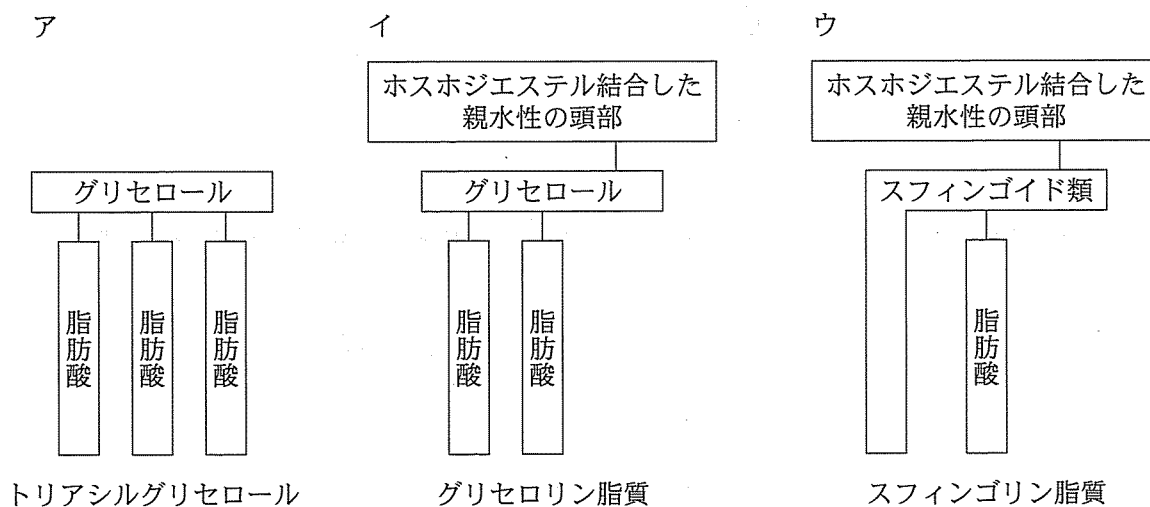 ア
イ
ウ
ホスホジエステル結合した
親水性の頭部
ホスホジエステル結合した
親水性の頭部
グリセロール
グリセロール
スフィンゴイド類
脂肪酸
脂肪酸
脂肪酸
脂肪酸
脂肪酸
脂肪酸
トリアシルグリセロール
グリセロリン脂質
スフィンゴリン脂質